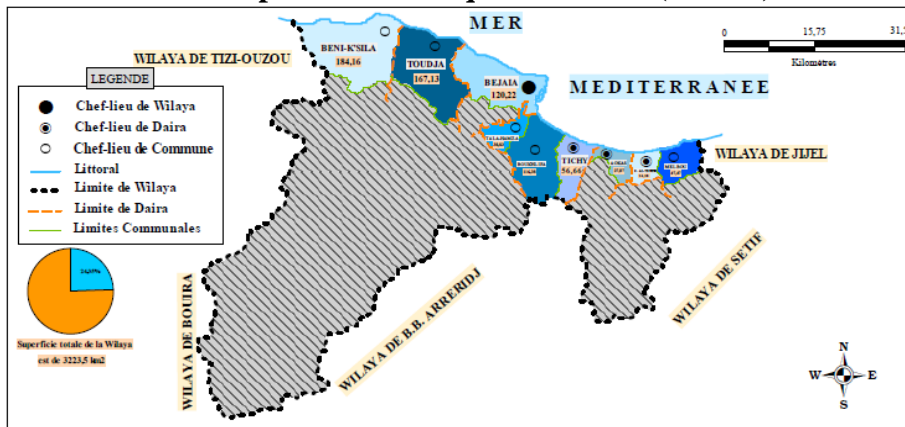 MER
MEDITERRANEE
0 15,75 31,5
Kilomètres
WILAYA DE TIZI-OUZOU
BENI-K'SILA
184,16
TOUDJA
167,13
BEJAIA
120,22
TICHY
56,66
WILAYA DE JIJEL
WILAYA DE SETIF
WILAYA DE B.B. ARRERIDJ
WILAYA DE BOUIRA
LEGENDE
Chef-lieu de Wilaya
Chef-lieu de Daira
Chef-lieu de Commune
Littoral
Limite de Wilaya
Limite de Daira
Limites Communales
Superficie totale de la Wilaya
est de 3223,5 km2
N
W E
S